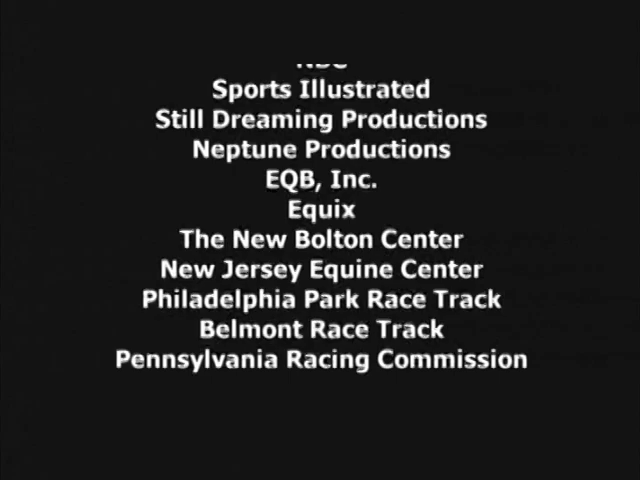 NBC
Sports Illustrated
Still Dreaming Productions
Neptune Productions
EQB, Inc.
Equix
The New Bolton Center
New Jersey Equine Center
Philadelphia Park Race Track
Belmont Race Track
Pennsylvania Racing Commission